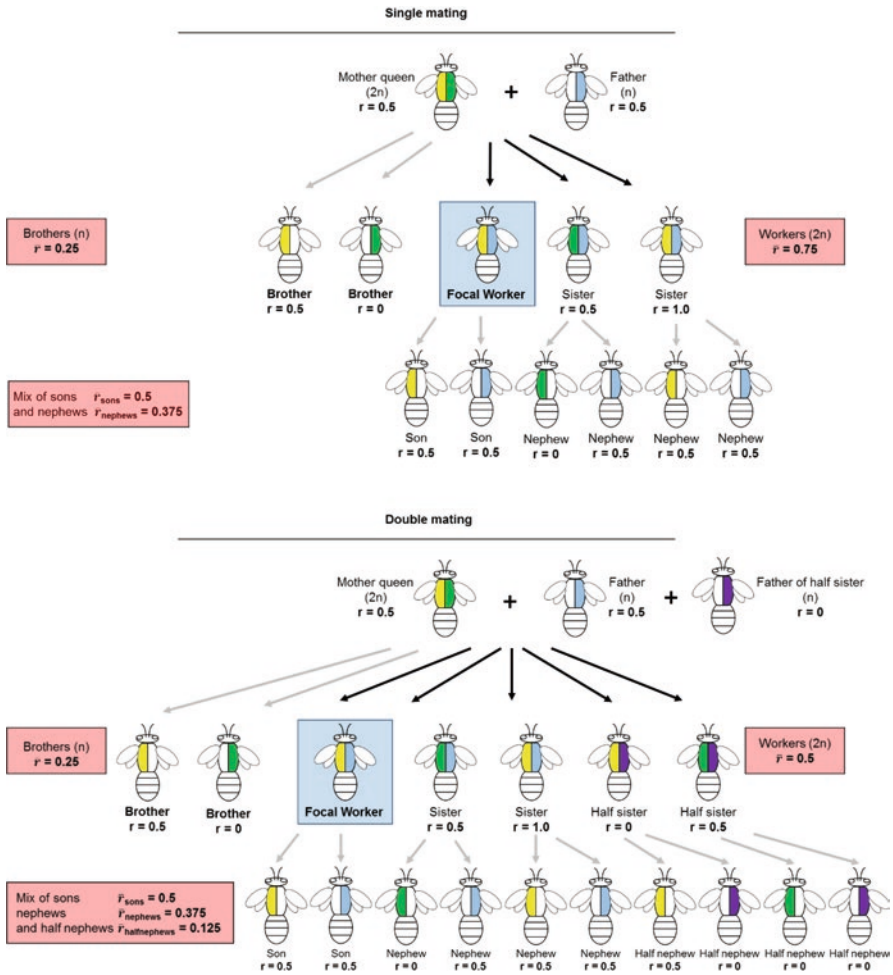 Single mating
Mother queen
(2n)
r = 0.5
+
Father
(n)
r = 0.5
Brothers (n)
r̄ = 0.25
Workers (2n)
r̄ = 0.75
Brother
r = 0.5
Brother
r = 0
Focal Worker
Sister
r = 0.5
Sister
r = 1.0
Mix of sons r̄sons = 0.5
and nephews r̄nephews = 0.375
Son
r = 0.5
Son
r = 0.5
Nephew
r = 0
Nephew
r = 0.5
Nephew
r = 0.5
Nephew
r = 0.5
Double mating
Mother queen
(2n)
r = 0.5
+
Father
(n)
r = 0.5
+
Father of half sister
(n)
r = 0
Brothers (n)
r̄ = 0.25
Workers (2n)
r̄ = 0.5
Brother
r = 0.5
Brother
r = 0
Focal Worker
Sister
r = 0.5
Sister
r = 1.0
Half sister
r = 0
Half sister
r = 0.5
Mix of sons r̄sons = 0.5
nephews r̄nephews = 0.375
and half nephews r̄halfnephews = 0.125
Son
r = 0.5
Son
r = 0.5
Nephew
r = 0
Nephew
r = 0.5
Nephew
r = 0.5
Nephew
r = 0.5
Half nephew
r = 0.5
Half nephew
r = 0
Half nephew
r = 0
Half nephew
r = 0